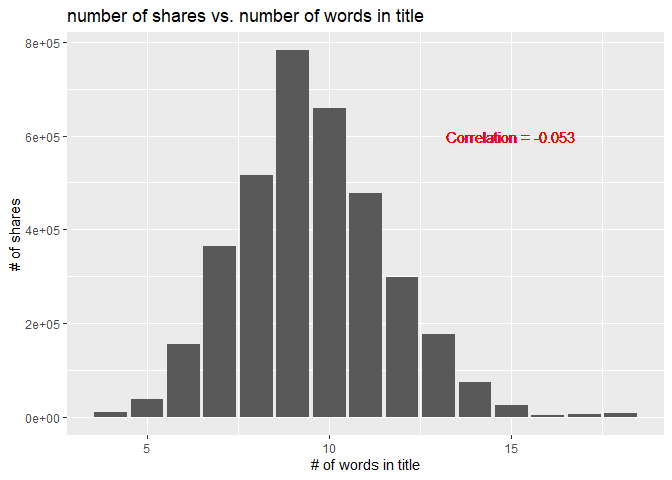 number of shares vs. number of words in title
8e+05
6e+05
4e+05
2e+05
0e+00
# of shares
Correlation = -0.053
5
10
15
# of words in title